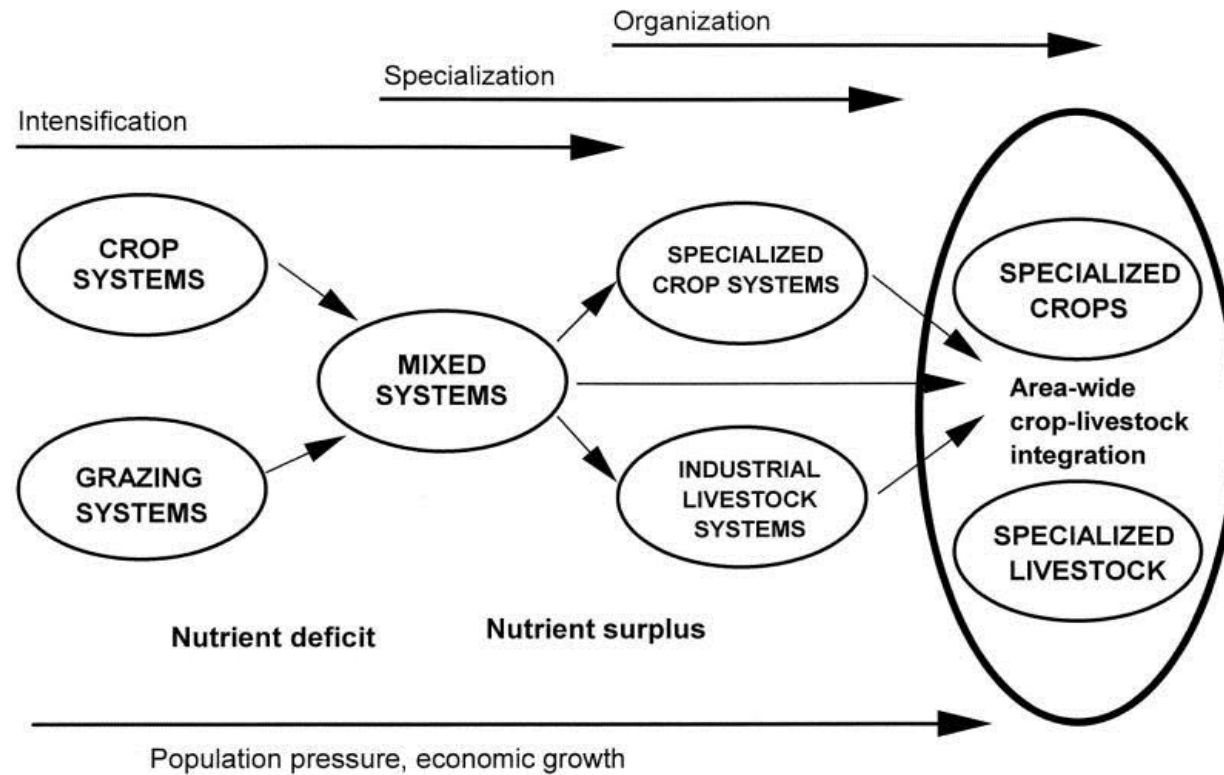 Organization
Specialization
Intensification
CROP
SYSTEMS
GRAZING
SYSTEMS
MIXED
SYSTEMS
SPECIALIZED
CROP SYSTEMS
INDUSTRIAL
LIVESTOCK
SYSTEMS
SPECIALIZED
CROPS
Area-wide
crop-livestock
integration
SPECIALIZED
LIVESTOCK
Nutrient deficit
Nutrient surplus
Population pressure, economic growth